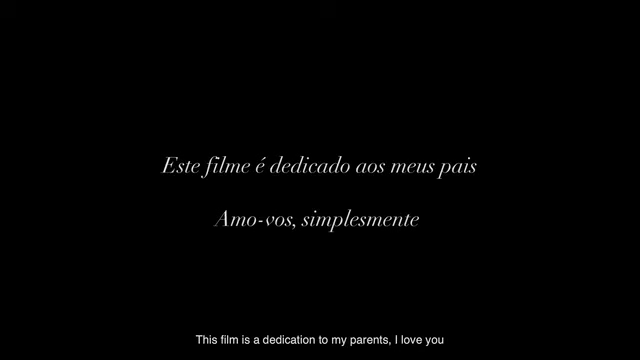 Este filme é dedicado aos meus pais
Amo-vos, simplesmente
This film is a dedication to my parents, I love you